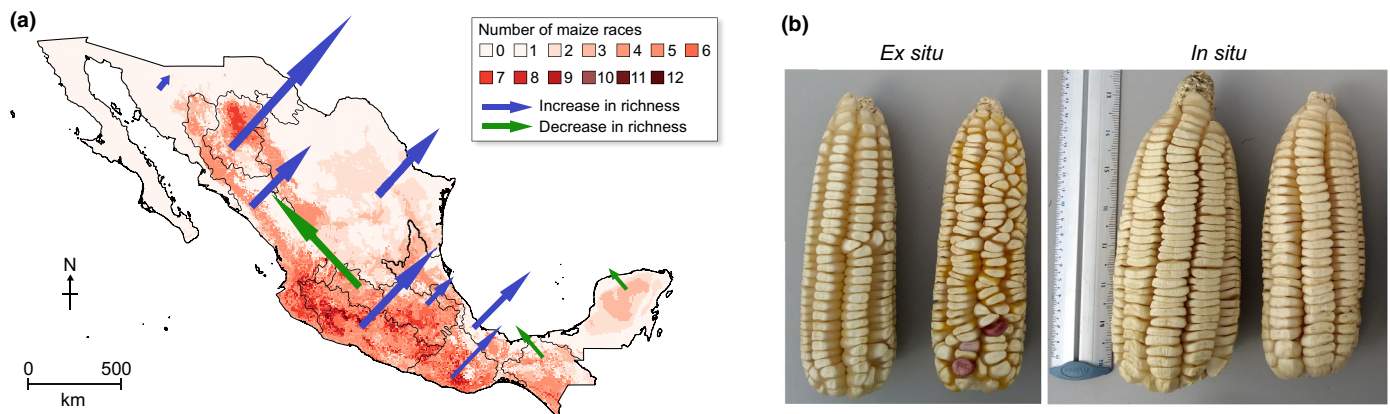 (a)
Number of maize races
0 1 2 3 4 5 6
7 8 9 10 11 12
Increase in richness
Decrease in richness
N
0 500
km
(b)
Ex situ In situ